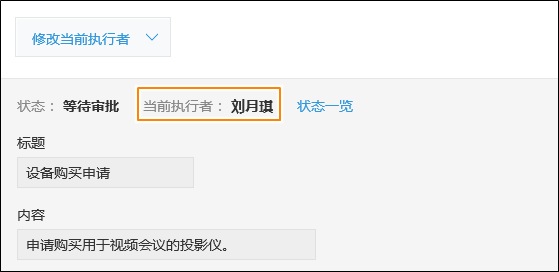 修改当前执行者
状态： 等待审批 当前执行者： 刘月琪 状态一览
标题
设备购买申请
内容
申请购买用于视频会议的投影仪。